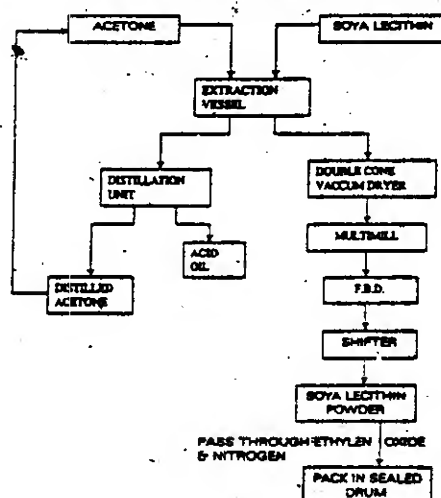 ACETONE
SOYA LECITHIN
EXTRACTION
VESSEL
DISTILLATION
UNIT
DOUBLE CONE
VACCUM DRYER
ACID
OIL
MULTIMILL
DISTILLED
ACETONE
F.B.D.
SHIFTER
SOYA LECITHIN
POWDER
PASS THROUGH ETHYLEN OXIDE
& NITROGEN
PACK IN SEALED
DRUM